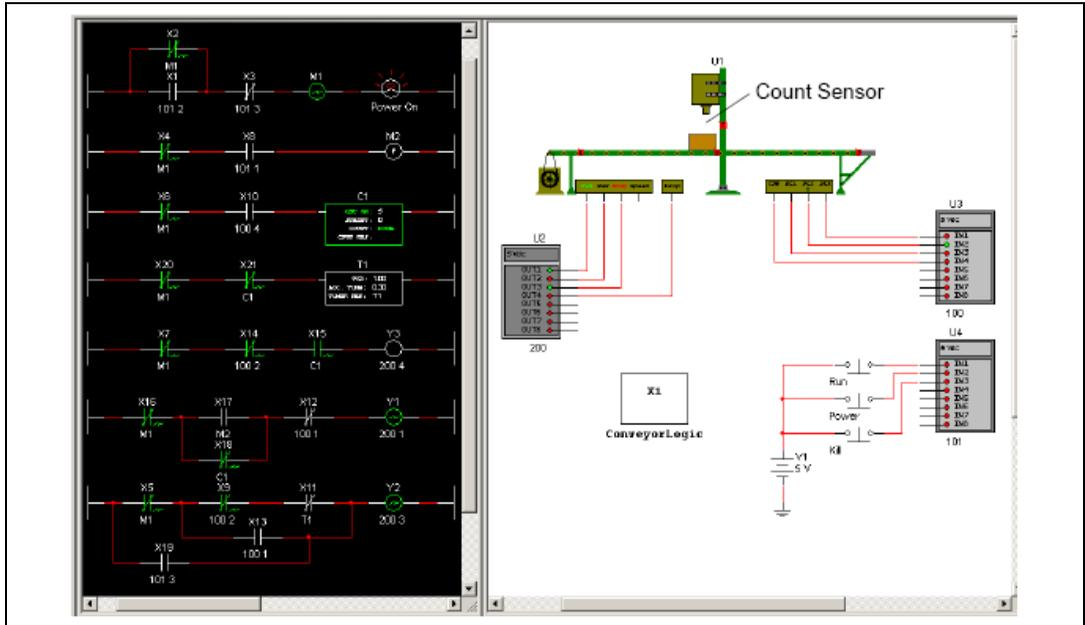 X2
M1
X1
X3
M1
101 2
101 3
Power On
X4
X8
M2
M1
101 1
X6
X10
C1
M1
100 4
X20
X21
T1
M1
C1
X7
X14
X15
Y3
M1
100 2
C1
200 4
X16
X17
X12
Y1
M1
M2
100 1
200 1
X18
C1
X5
X9
X11
Y2
M1
100 2
T1
200 3
X13
100 1
X19
101 3
U1
Count Sensor
U2
OUT1
OUT2
OUT3
OUT4
OUT5
OUT6
OUT7
OUT8
200
U3
IN1
IN2
IN3
IN4
IN5
IN6
IN7
IN8
100
U4
IN1
IN2
IN3
IN4
IN5
IN6
IN7
IN8
101
Run
Power
Kill
V1
5 V
X1
ConveyorLogic